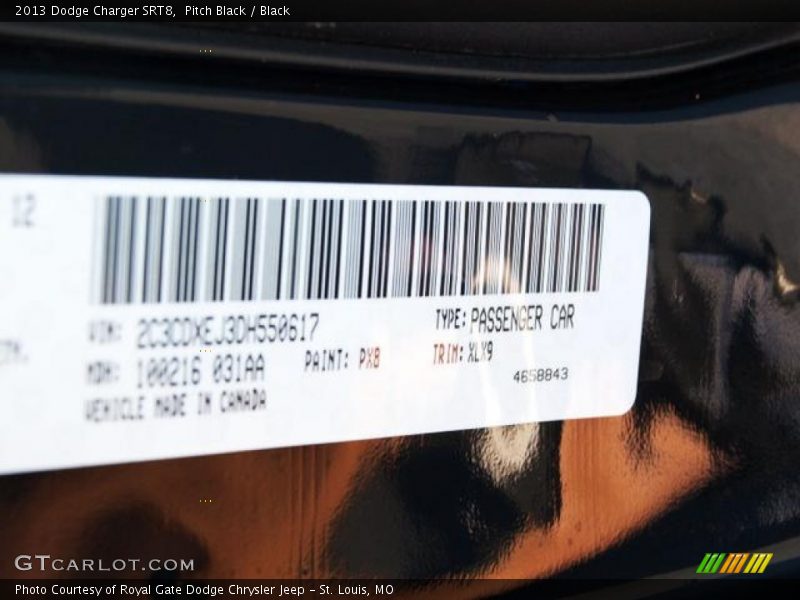 2013 Dodge Charger SRT8, Pitch Black / Black
12
VIN: 2C3CDXEJ3DH550617
TYPE: PASSENGER CAR
MDH: 100216 031AA
PAINT: PX8
TRIM: XLX9
4658843
VEHICLE MADE IN CANADA
GTCARLOT.COM
Photo Courtesy of Royal Gate Dodge Chrysler Jeep – St. Louis, MO